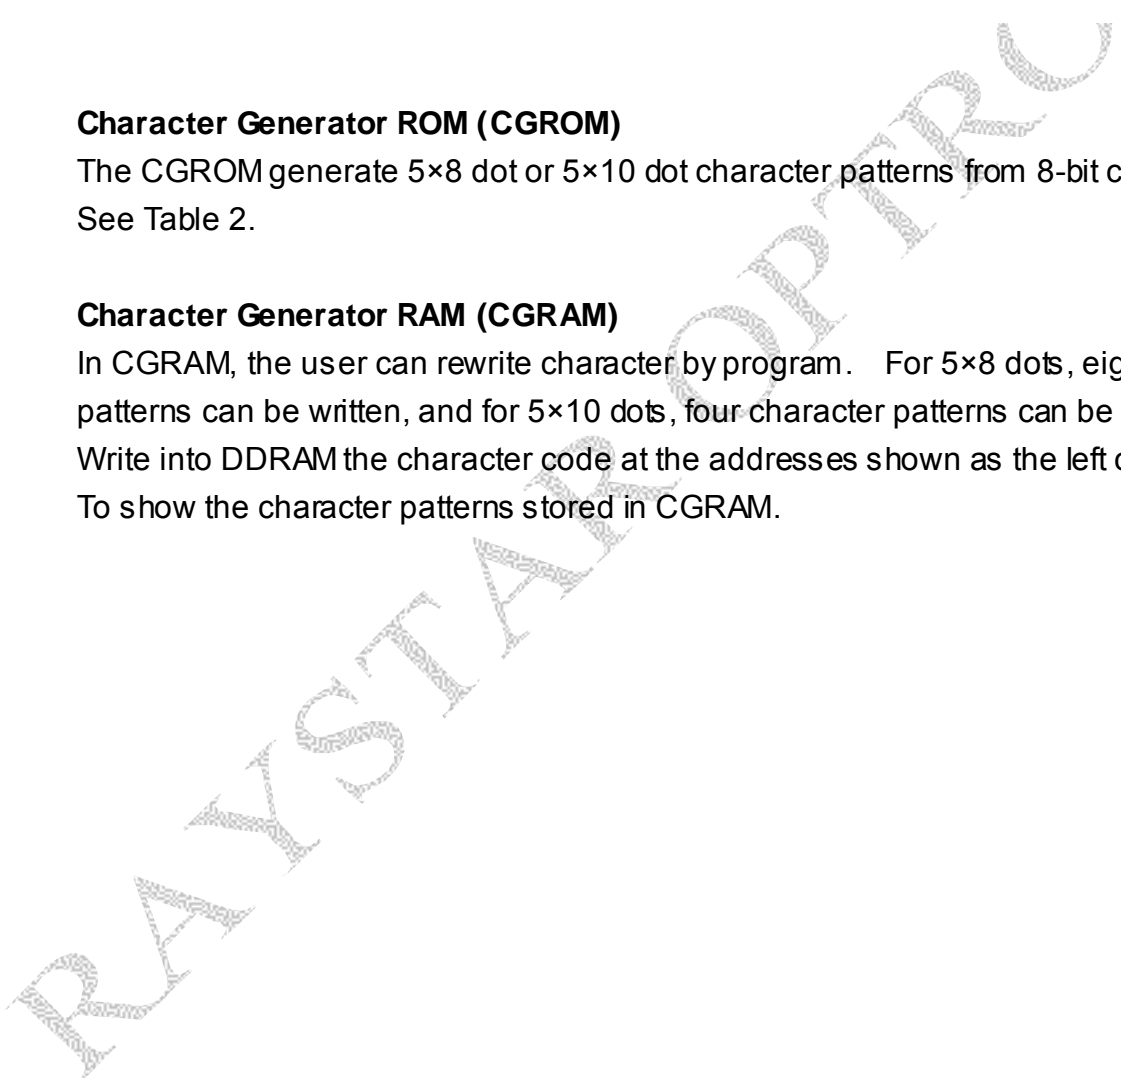 Character Generator ROM (CGROM)
The CGROM generate 5×8 dot or 5×10 dot character patterns from 8-bit
See Table 2.
Character Generator RAM (CGRAM)
In CGRAM, the user can rewrite character by program. For 5×8 dots,
patterns can be written, and for 5×10 dots, four character patterns can be
Write into DDRAM the character code at the addresses shown as the left
To show the character patterns stored in CGRAM.
RAYSTAR